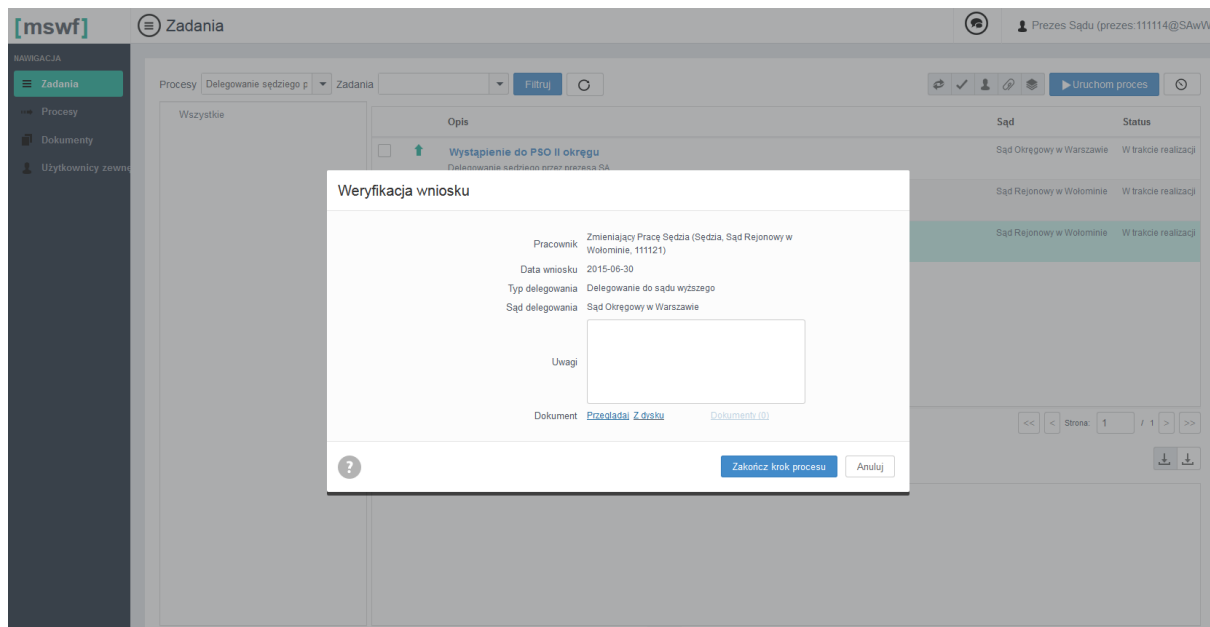 [mswf]
Zadania
Prezes Sądu (prezes:111114@SAwW
NAWIGACJA
Zadania
Procesy
Dokumenty
Użytkownicy zewnę
Procesy Delegowanie sędziego p Zadania Filtruj
Uruchom proces
Wszystkie
Opis Sąd Status
Wystąpienie do PSO II okręgu Sąd Okręgowy w Warszawie W trakcie realizacji
Delegowanie sędziego przez prezesa SA
Sąd Rejonowy w Wołominie W trakcie realizacji
Sąd Rejonowy w Wołominie W trakcie realizacji
Weryfikacja wniosku
Pracownik Zmieniający Pracę Sędzia (Sędzia, Sąd Rejonowy w
Wołominie, 111121)
Data wniosku 2015-06-30
Typ delegowania Delegowanie do sądu wyższego
Sąd delegowania Sąd Okręgowy w Warszawie
Uwagi
Dokument Przeglądaj Z dysku Dokumenty (0)
<< < Strona: 1 / 1 > >>
? Zakończ krok procesu Anuluj